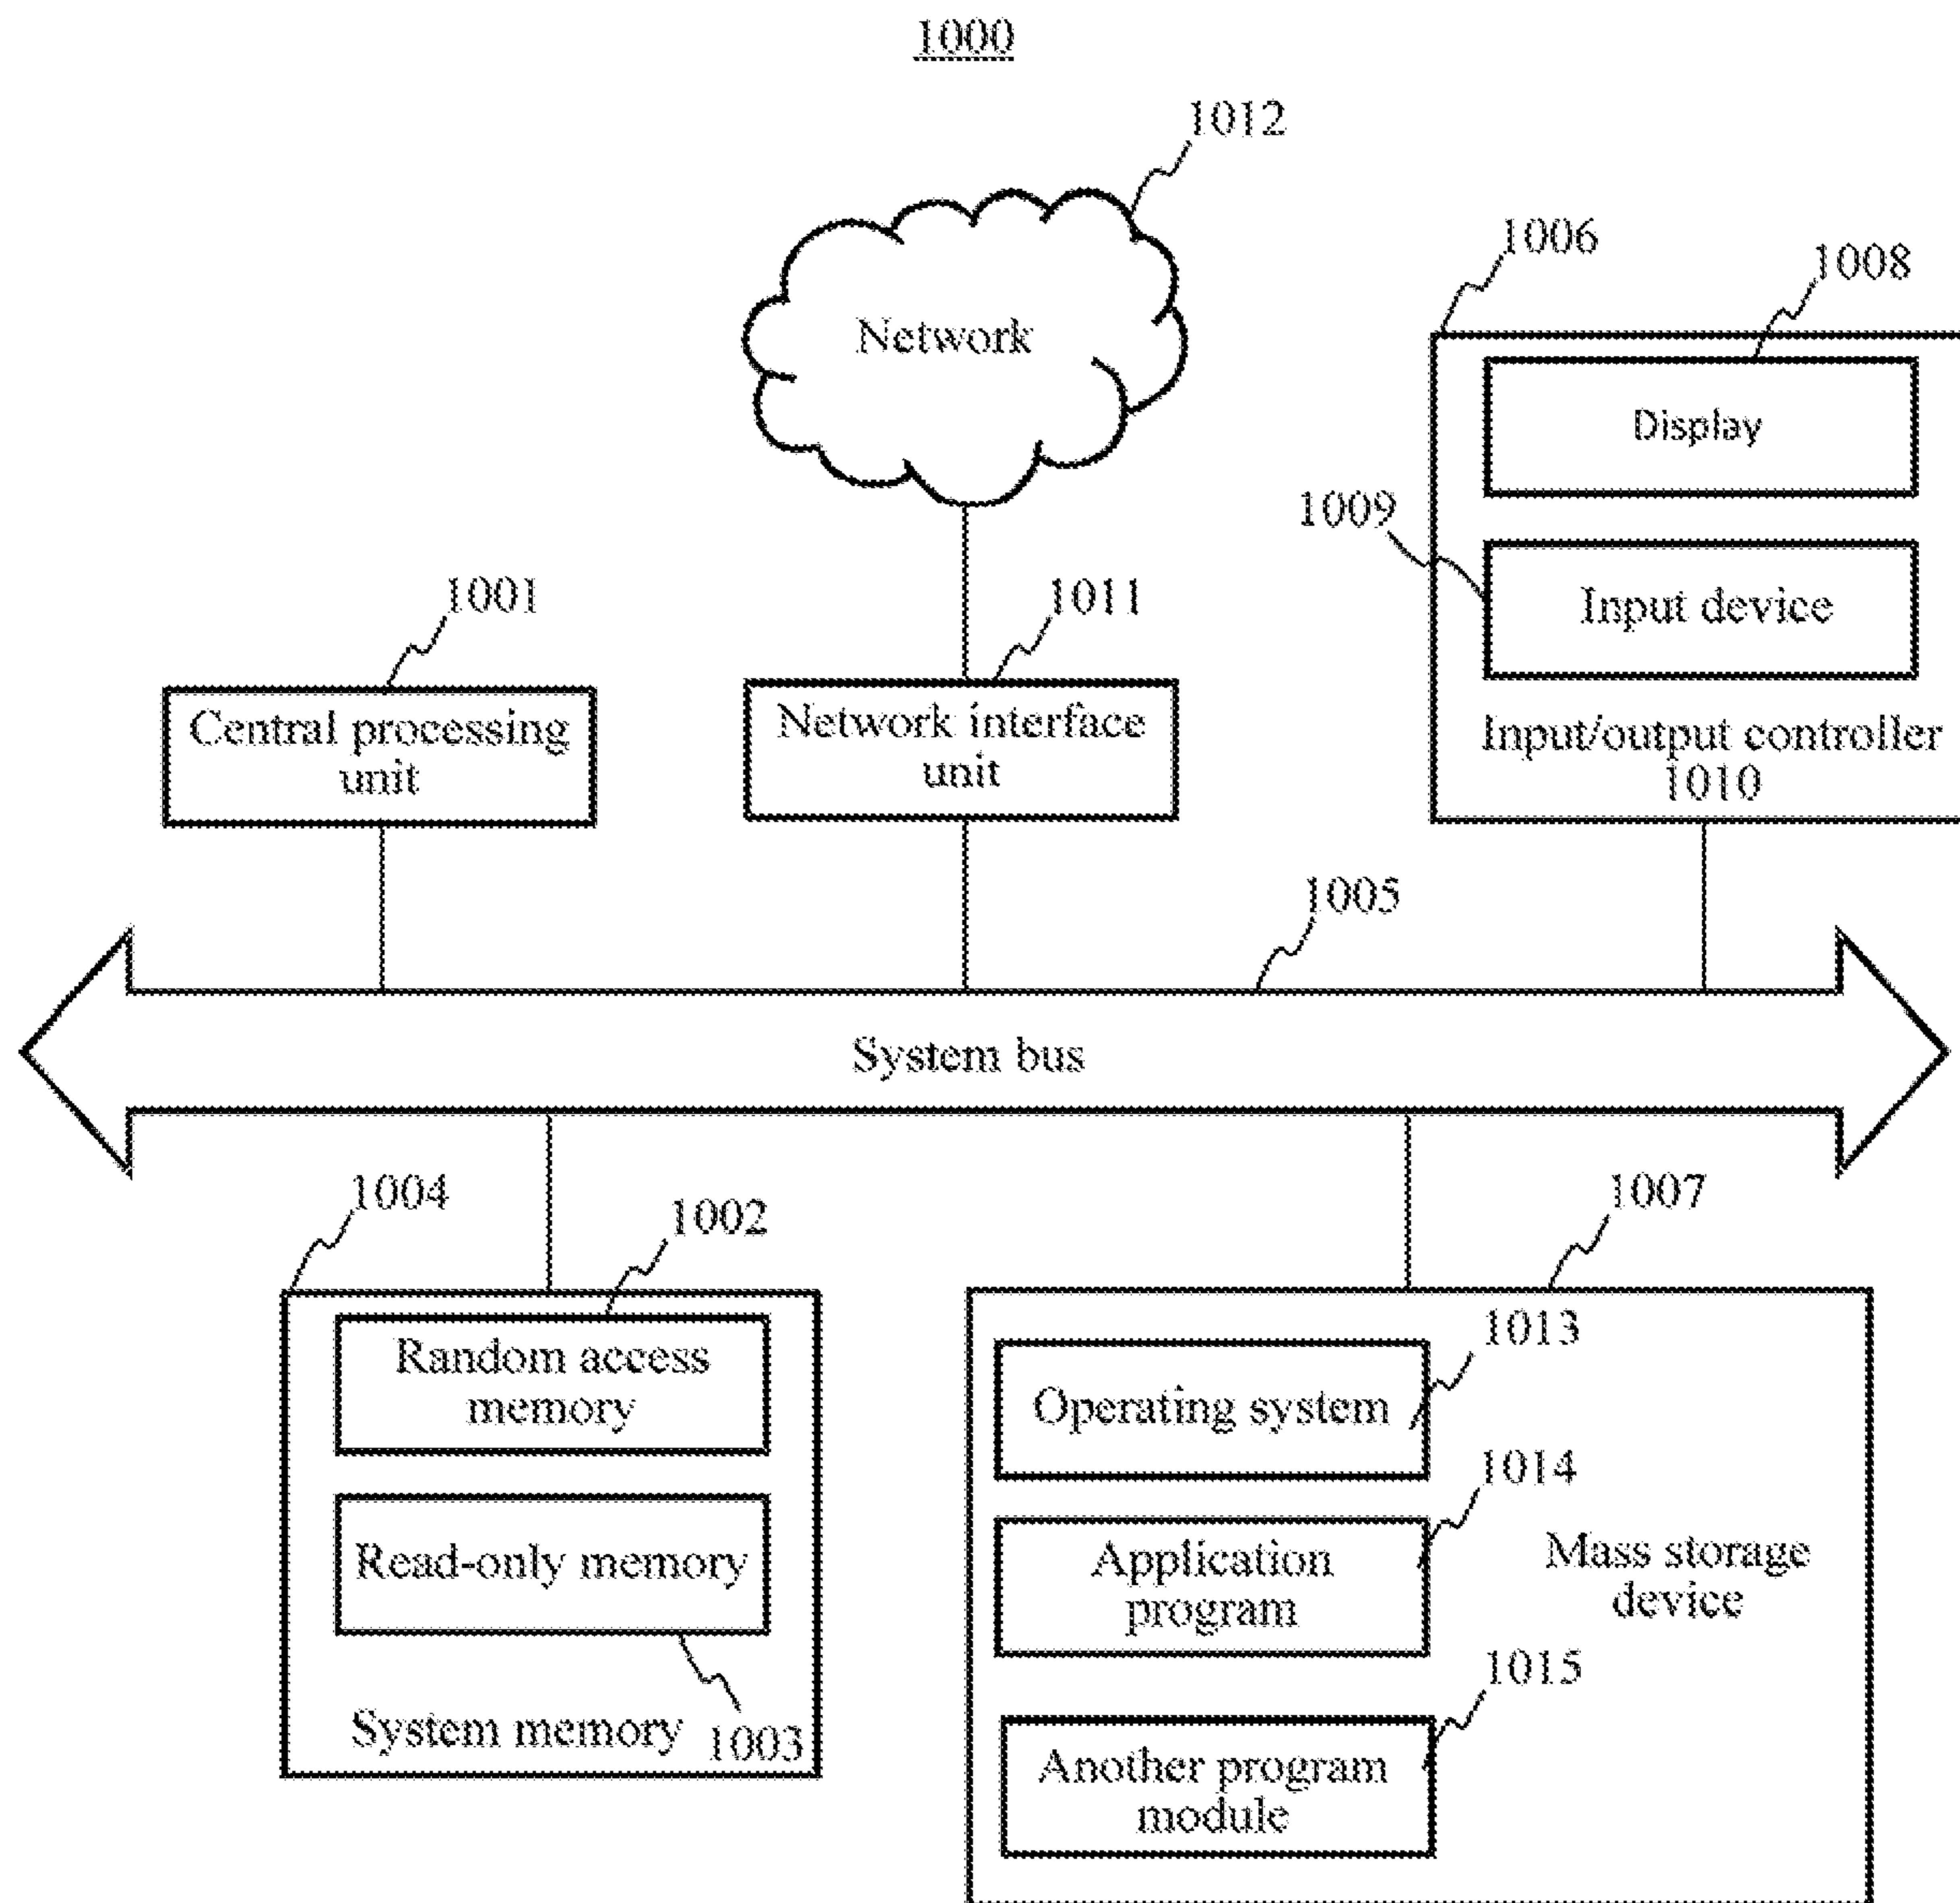 1000
1012
Network
1006
1008
Display
1009
Input device
Input/output controller
1010
1001
Central processing
unit
1011
Network interface
unit
1005
System bus
1004
1002
Random access
memory
Read-only memory
System memory
1003
1007
1013
Operating system
1014
Application
program
Mass storage
device
1015
Another program
module